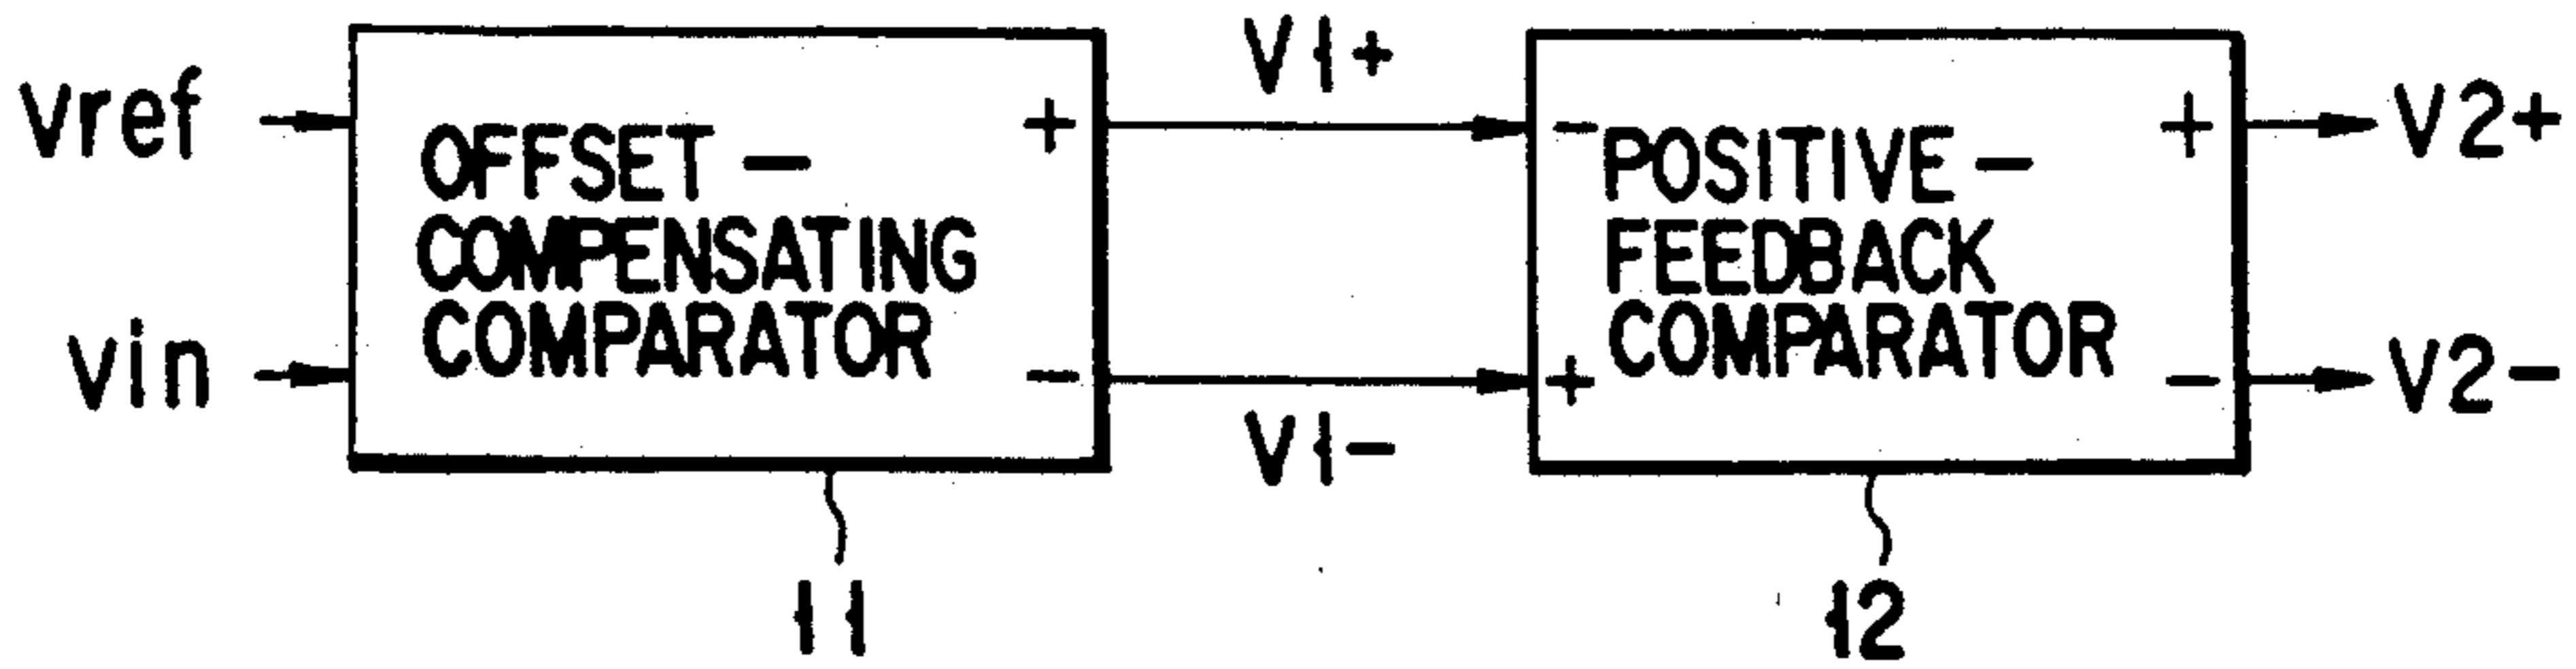 V1+
vref
+
-
+
V2+
OFFSET-
COMPENSATING
COMPARATOR
POSITIVE-
FEEDBACK
COMPARATOR
vin
-
+
-
V2-
V1-
11
12